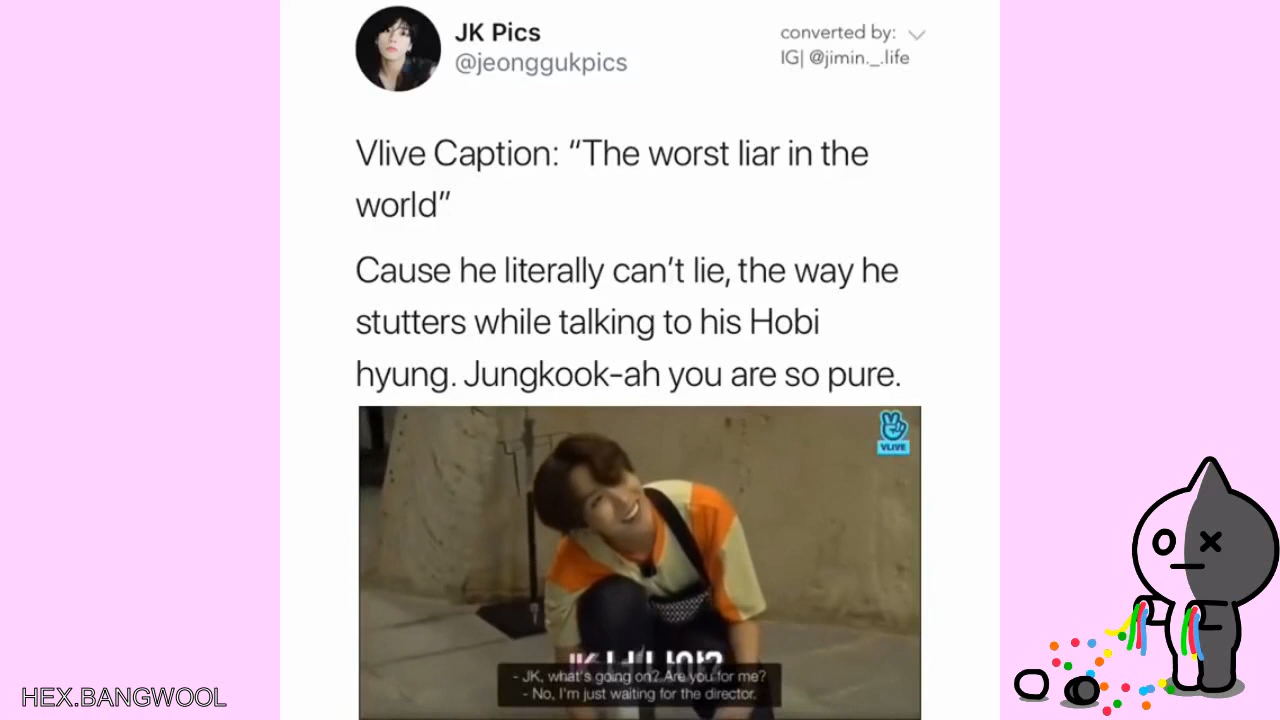 JK Pics
@jeonggukpics
converted by:
IG| @jimin._.life
Vlive Caption: “The worst liar in the
world”
Cause he literally can’t lie, the way he
stutters while talking to his Hobi
hyung. Jungkook-ah you are so pure.
VLIVE
- JK, what's going on? Are you for me?
- No, I'm just waiting for the director.
HEX.BANGWOOL